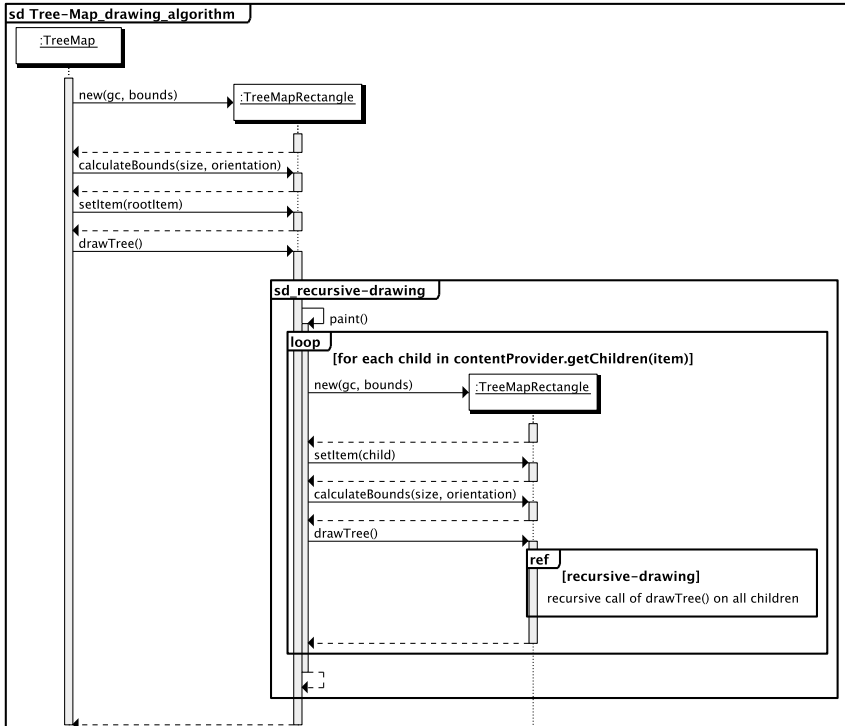 sd Tree-Map_drawing_algorithm
:TreeMap
new(gc, bounds)
:TreeMapRectangle
calculateBounds(size, orientation)
setItem(rootItem)
drawTree()
sd_recursive-drawing
paint()
loop
[for each child in contentProvider.getChildren(item)]
new(gc, bounds)
:TreeMapRectangle
setItem(child)
calculateBounds(size, orientation)
drawTree()
ref
[recursive-drawing]
recursive call of drawTree() on all children